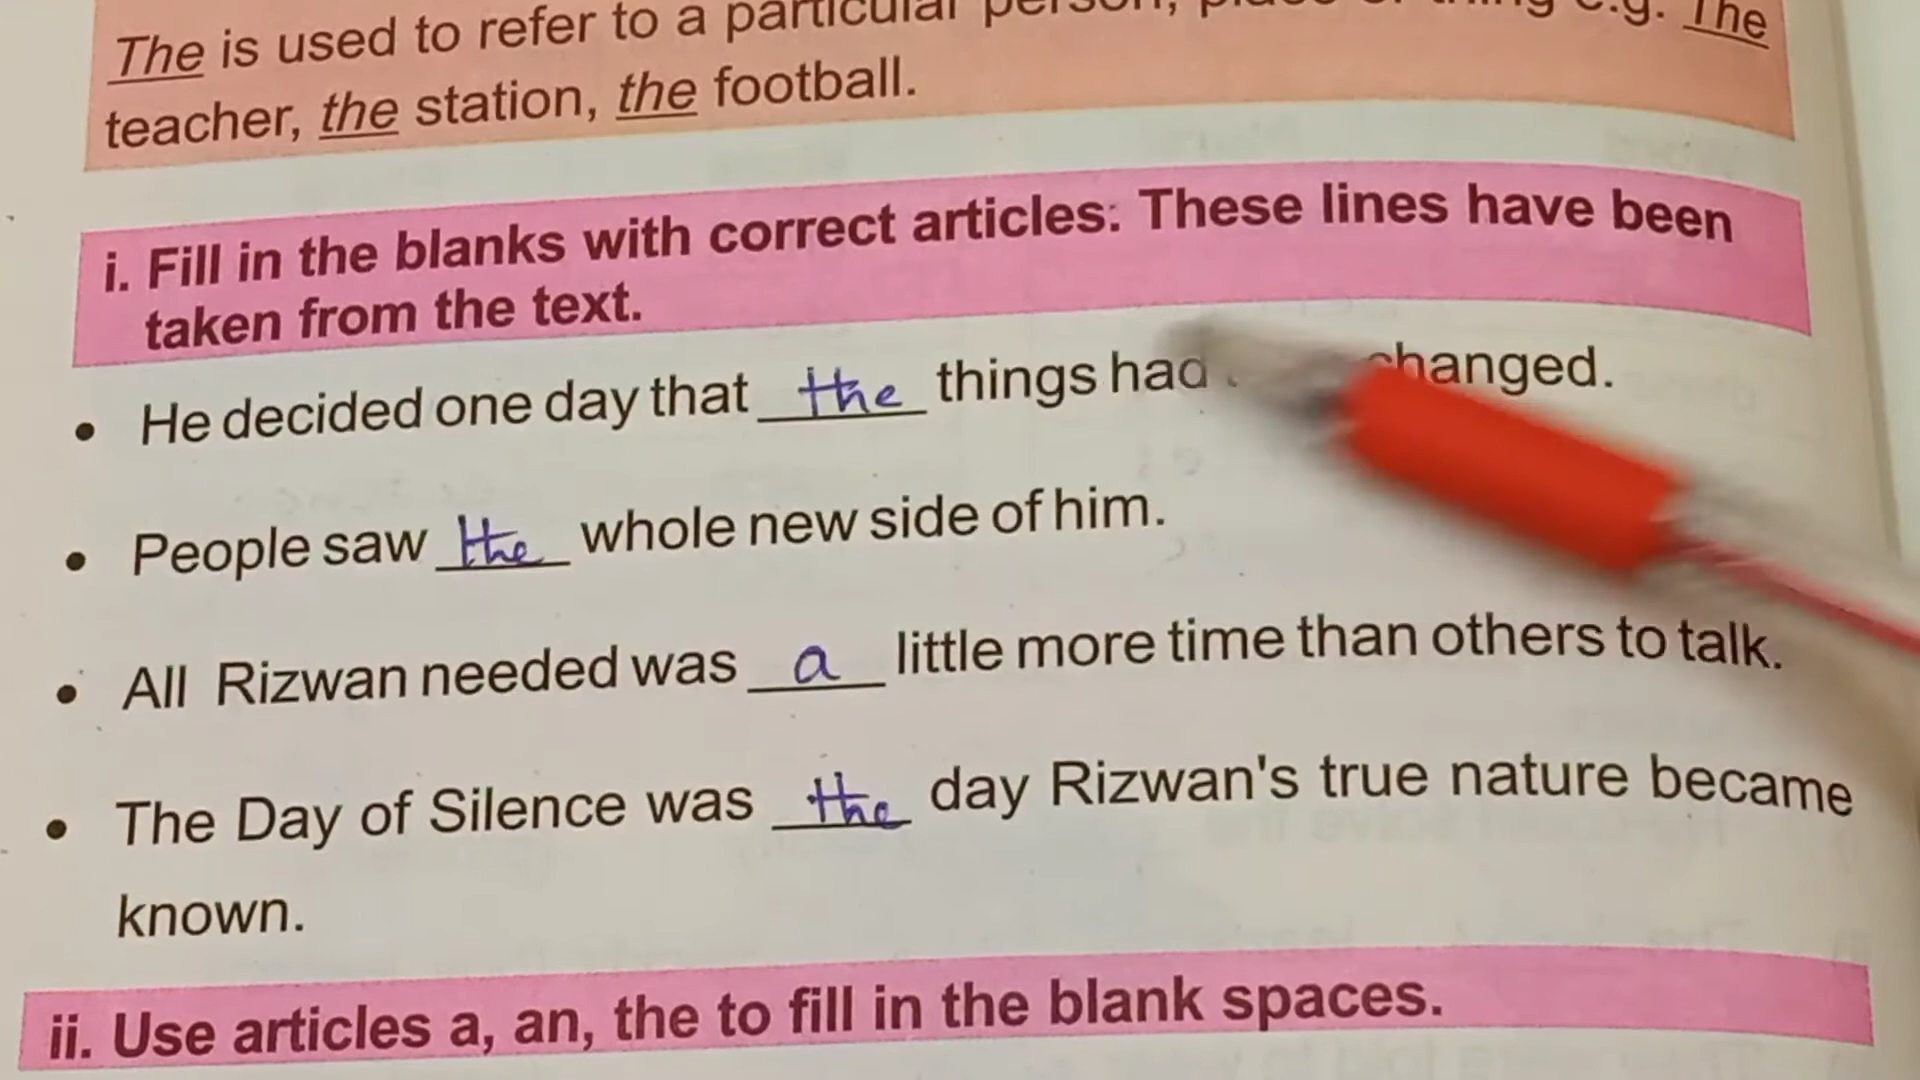 The is used to refer to a particular person, place or thing e.g. The
teacher, the station, the football.
i. Fill in the blanks with correct articles: These lines have been
taken from the text.
• He decided one day that the things had changed.
• People saw the whole new side of him.
• All Rizwan needed was a little more time than others to talk.
• The Day of Silence was the day Rizwan's true nature became
known.
ii. Use articles a, an, the to fill in the blank spaces.